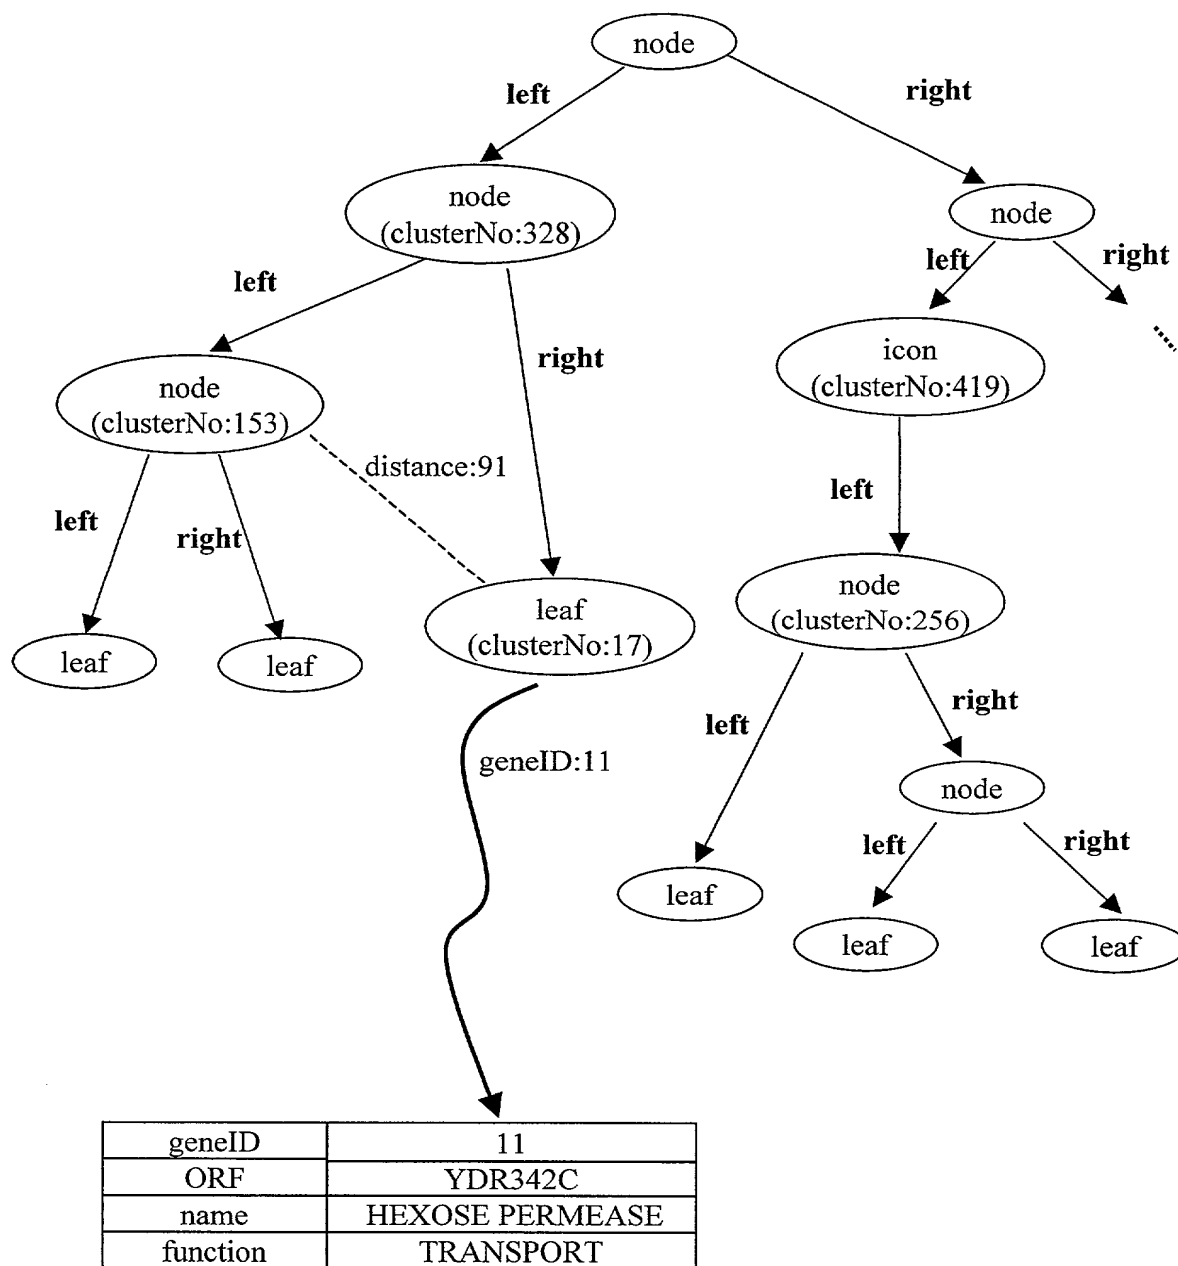 node
left
right
node
(clusterNo:328)
node
left
right
left
right
icon
(clusterNo:419)
node
(clusterNo:153)
distance:91
left
left
right
node
(clusterNo:256)
leaf
(clusterNo:17)
leaf
leaf
left
right
geneID:11
node
left
right
leaf
leaf
leaf
geneID 11
ORF YDR342C
name HEXOSE PERMEASE
function TRANSPORT